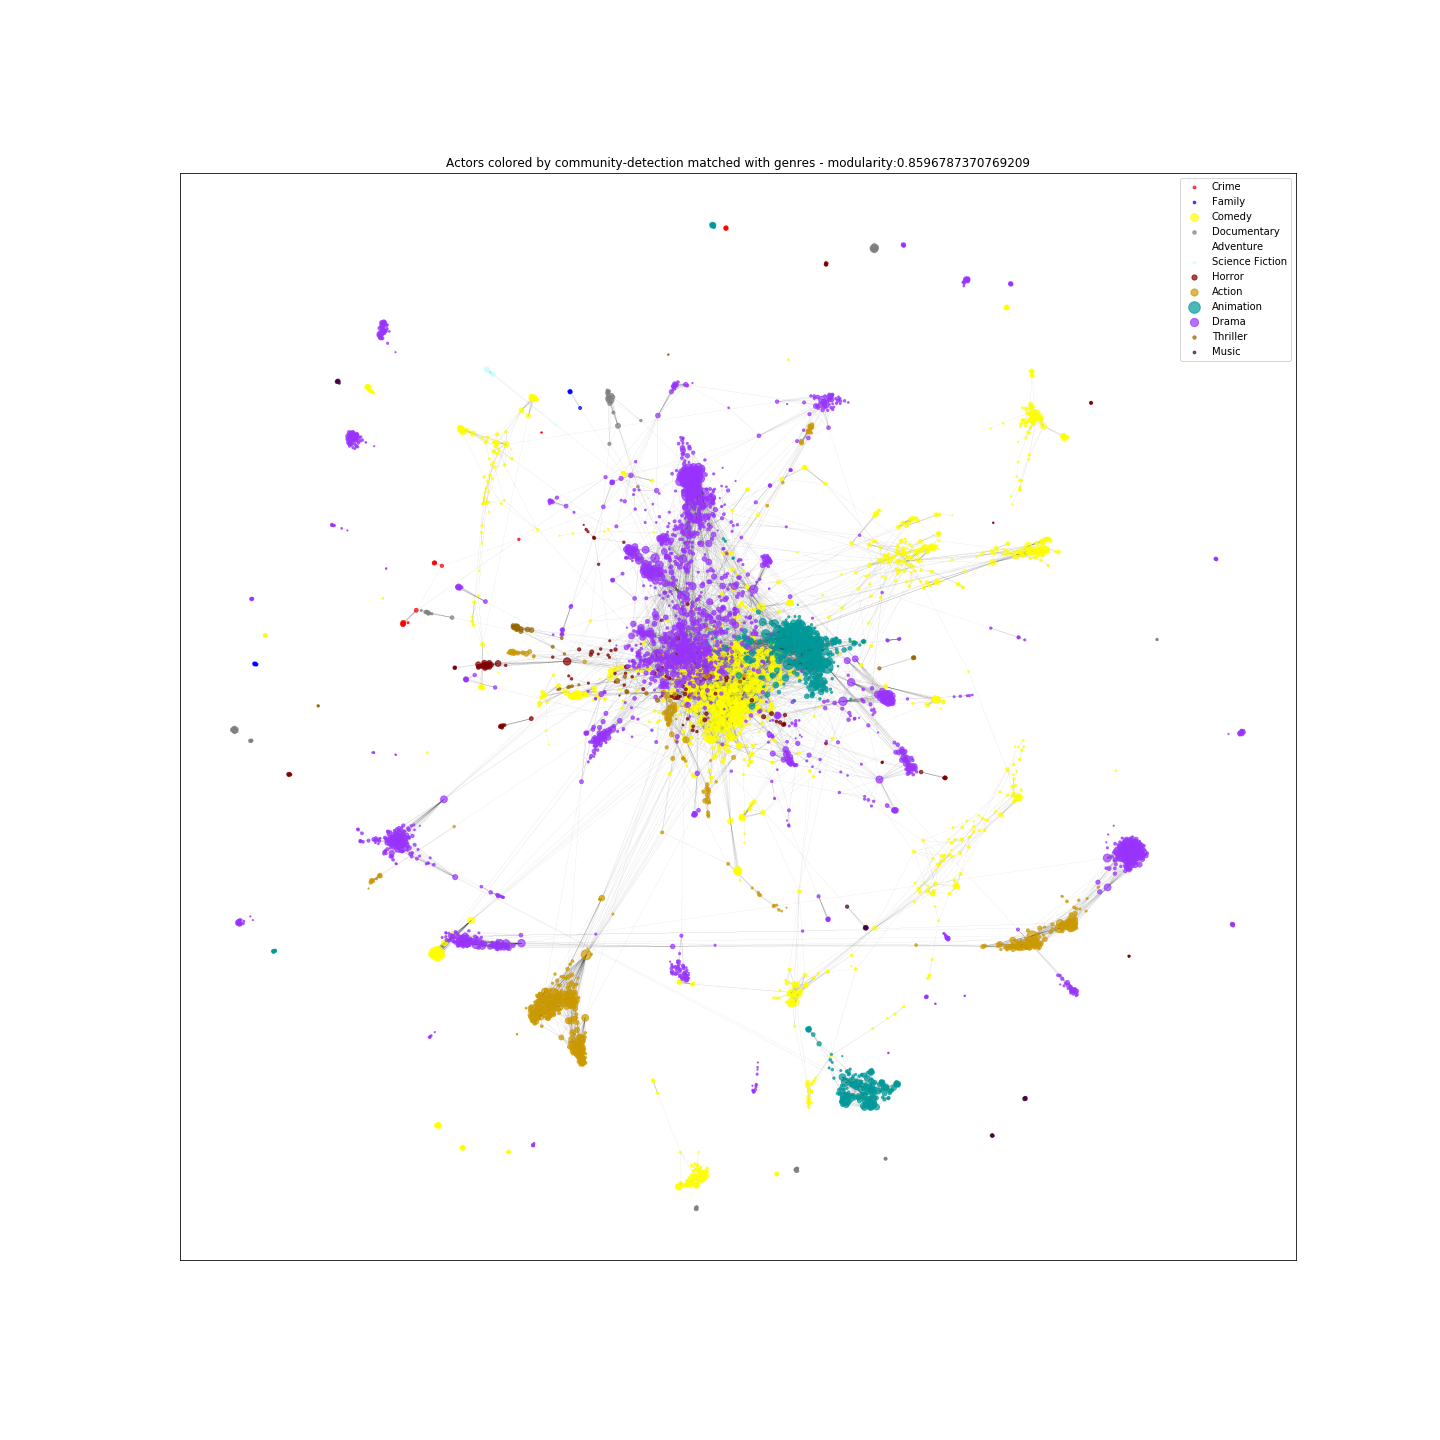 Actors colored by community-detection matched with genres - modularity:0.8596787370769209
Crime
Family
Comedy
Documentary
Adventure
Science Fiction
Horror
Action
Animation
Drama
Thriller
Music